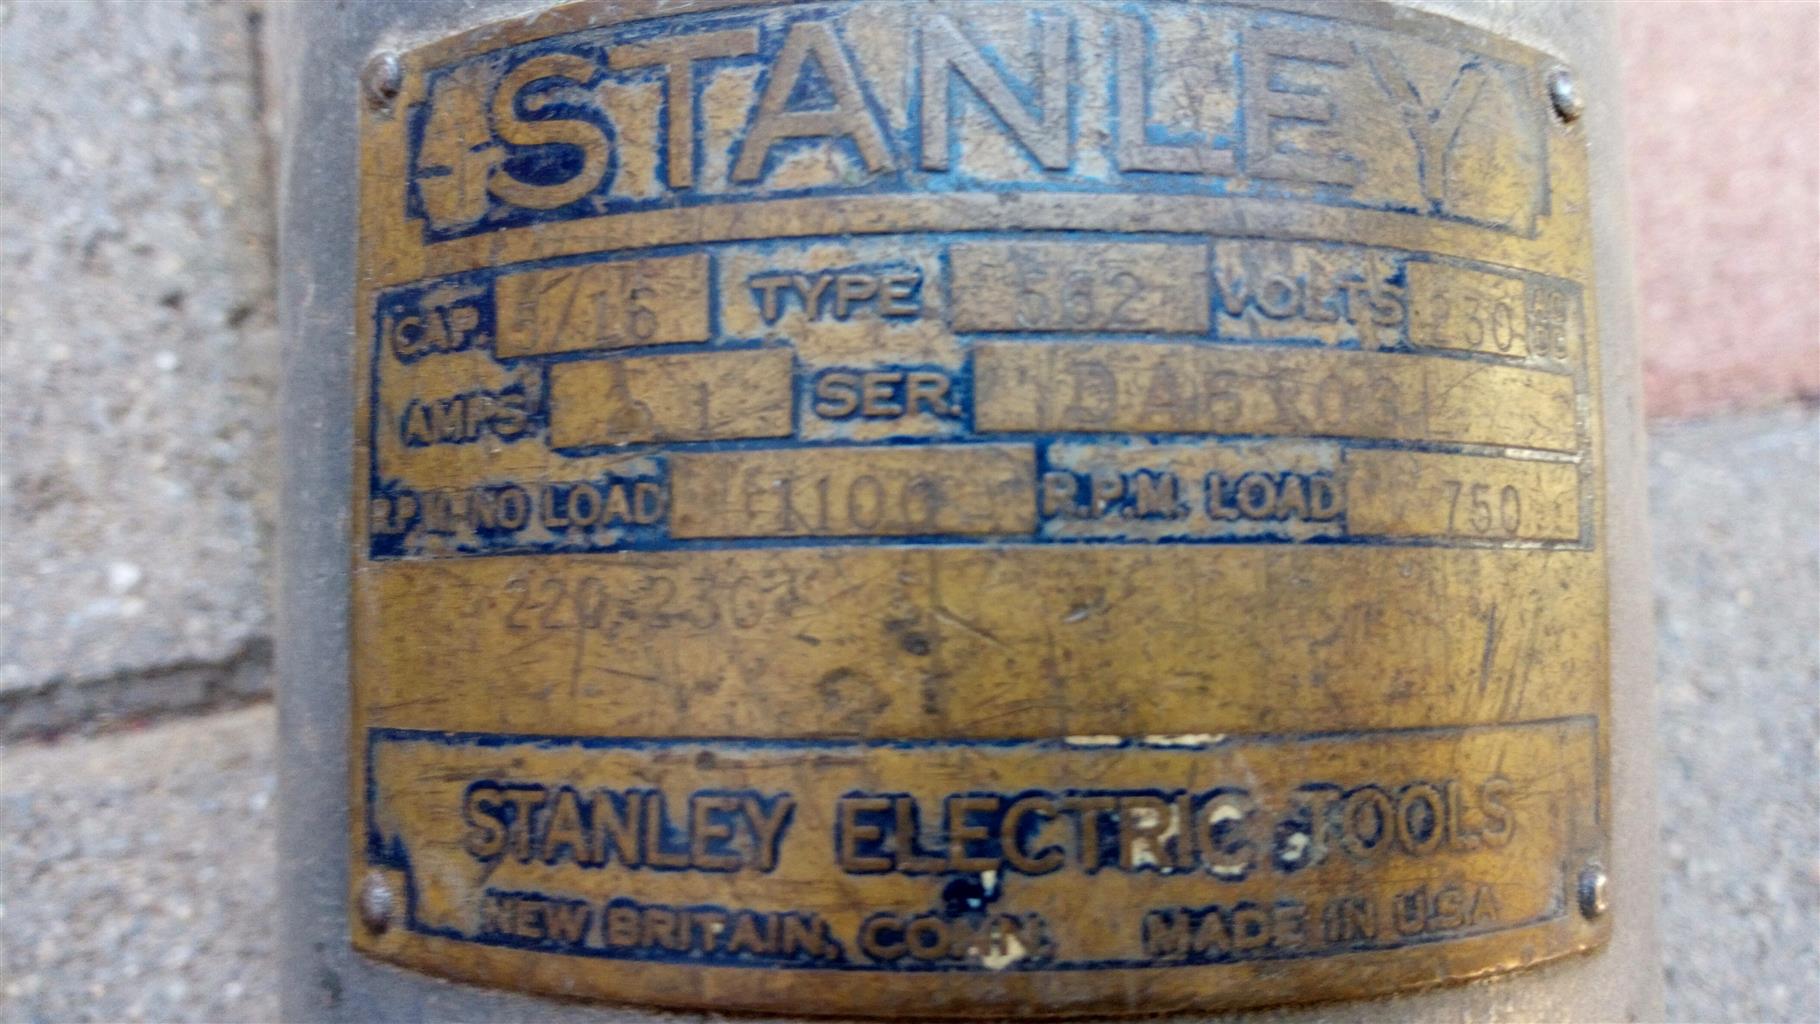 STANLEY
CAP. 5/16 TYPE 562 VOLTS 230
AMPS. 1 SER.
R.P.M.-NO LOAD 1100 R.P.M. LOAD 750
220-230
STANLEY ELECTRIC TOOLS
NEW BRITAIN, CONN. MADE IN U.S.A.